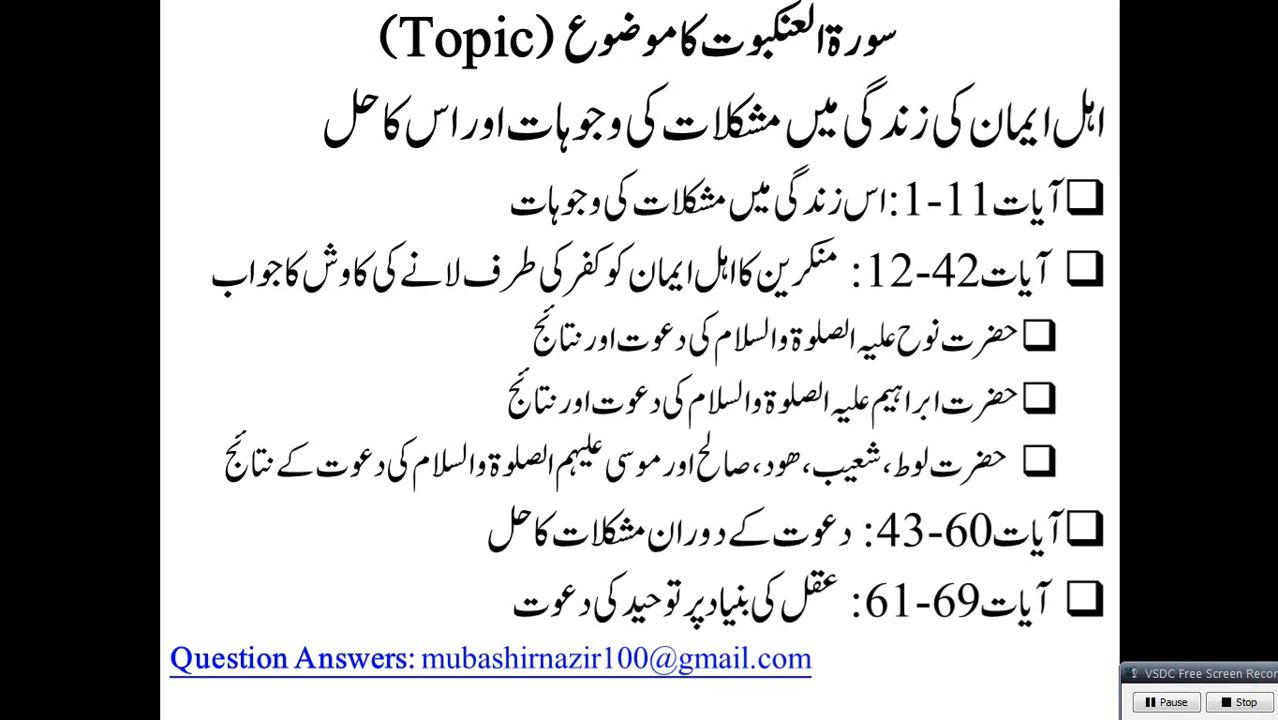 سورۃ العنکبوت کا موضوع (Topic)
اہل ایمان کی زندگی میں مشکلات کی وجوہات اور اس کا حل
❑ آیات 1-11: اس زندگی میں مشکلات کی وجوہات
❑ آیات 12-42: منکرین کا اہل ایمان کو کفر کی طرف لانے کی کاوش کا جواب
❑ حضرت نوح علیہ الصلوۃ والسلام کی دعوت اور نتائج
❑ حضرت ابراہیم علیہ الصلوۃ والسلام کی دعوت اور نتائج
❑ حضرت لوط، شعیب، ھود، صالح اور موسی علیہم الصلوۃ والسلام کی دعوت کے نتائج
❑ آیات 43-60: دعوت کے دوران مشکلات کا حل
❑ آیات 61-69: عقل کی بنیاد پر توحید کی دعوت
Question Answers: mubashirnazir100@gmail.com
VSDC Free Screen Recor
Pause Stop